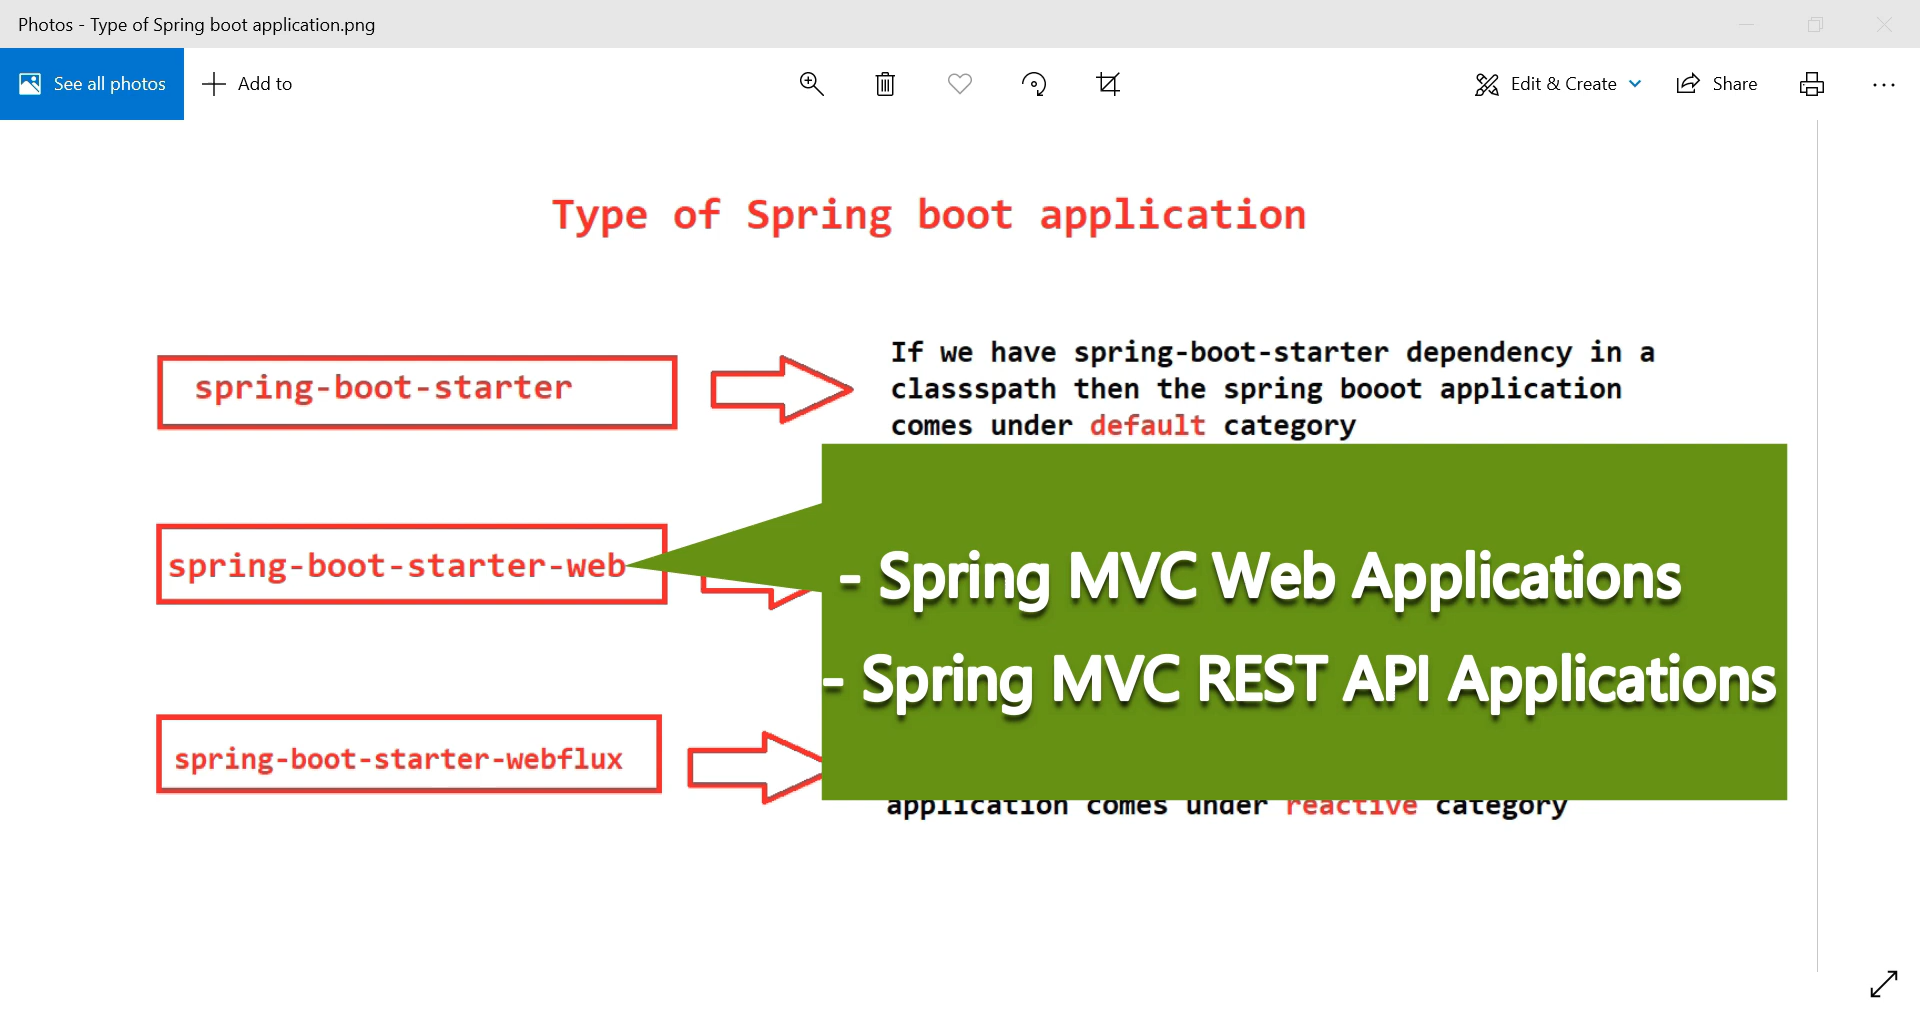 Photos - Type of Spring boot application.png
See all photos
Add to
Edit & Create
Share
Type of Spring boot application
spring-boot-starter
If we have spring-boot-starter dependency in a
classspath then the spring booot application
comes under default category
spring-boot-starter-web
- Spring MVC Web Applications
- Spring MVC REST API Applications
spring-boot-starter-webflux
application comes under reactive category